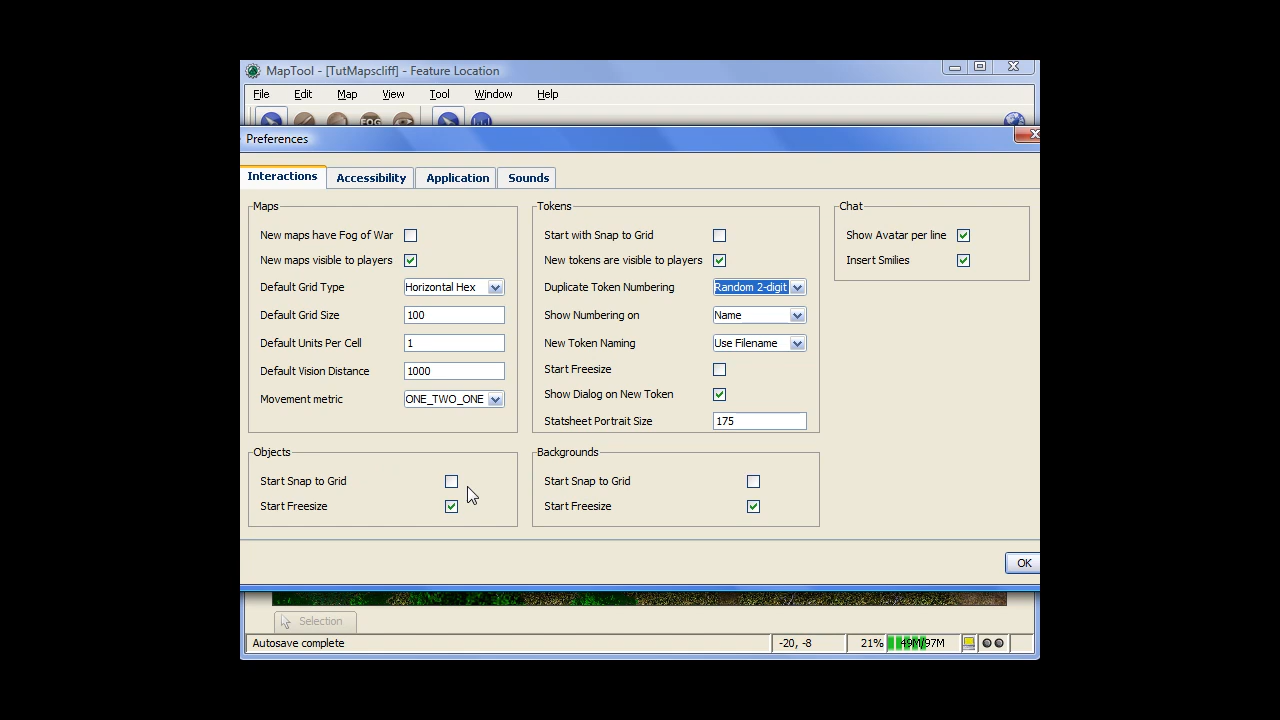 MapTool - [TutMapscliff] - Feature Location
File Edit Map View Tool Window Help
FOG
Preferences
Interactions Accessibility Application Sounds
Maps
New maps have Fog of War
New maps visible to players
Default Grid Type Horizontal Hex
Default Grid Size 100
Default Units Per Cell 1
Default Vision Distance 1000
Movement metric ONE_TWO_ONE
Tokens
Start with Snap to Grid
New tokens are visible to players
Duplicate Token Numbering Random 2-digit
Show Numbering on Name
New Token Naming Use Filename
Start Freesize
Show Dialog on New Token
Statsheet Portrait Size 175
Chat
Show Avatar per line
Insert Smilies
Objects
Start Snap to Grid
Start Freesize
Backgrounds
Start Snap to Grid
Start Freesize
OK
Selection
Autosave complete -20, -8 21% 49M/97M